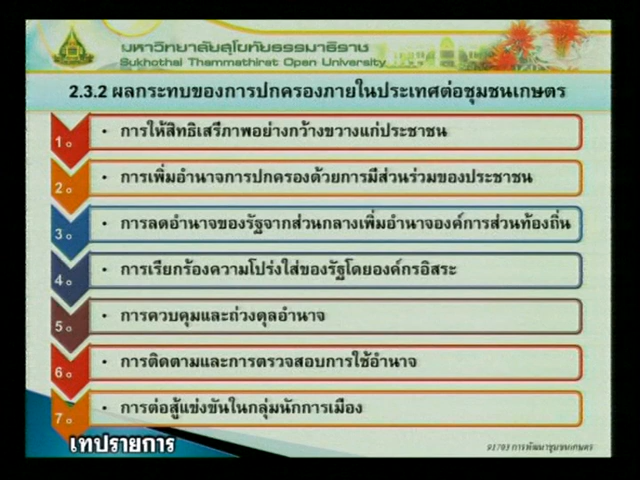 มหาวิทยาลัยสุโขทัยธรรมาธิราช
Sukhothai Thammathirat Open University
2.3.2 ผลกระทบของการปกครองภายในประเทศต่อชุมชนเกษตร
1. • การให้สิทธิเสรีภาพอย่างกว้างขวางแก่ประชาชน
2. • การเพิ่มอำนาจการปกครองด้วยการมีส่วนร่วมของประชาชน
3. • การลดอำนาจของรัฐจากส่วนกลางเพิ่มอำนาจองค์การส่วนท้องถิ่น
4. • การเรียกร้องความโปร่งใส่ของรัฐโดยองค์กรอิสระ
5. • การควบคุมและถ่วงดุลอำนาจ
6. • การติดตามและการตรวจสอบการใช้อำนาจ
7. • การต่อสู้แข่งขันในกลุ่มนักการเมือง
เทปรายการ
91703 การพัฒนาชุมชนเกษตร